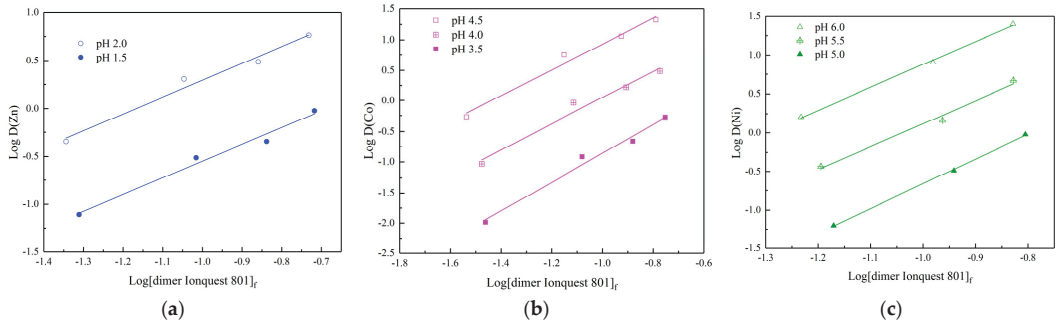 1.0
0.5
0.0
-0.5
-1.0
-1.5
Log D(Zn)
pH 2.0
pH 1.5
-1.4
-1.3
-1.2
-1.1
-1.0
-0.9
-0.8
-0.7
Log[dimer Ionquest 801]f
(a)
1.5
1.0
0.5
0.0
-0.5
-1.0
-1.5
-2.0
-2.5
Log D(Co)
pH 4.5
pH 4.0
pH 3.5
-1.8
-1.6
-1.4
-1.2
-1.0
-0.8
-0.6
Log[dimer Ionquest 801]f
(b)
1.5
1.0
0.5
0.0
-0.5
-1.0
-1.5
Log D(Ni)
pH 6.0
pH 5.5
pH 5.0
-1.3
-1.2
-1.1
-1.0
-0.9
-0.8
Log[dimer Ionquest 801]f
(c)